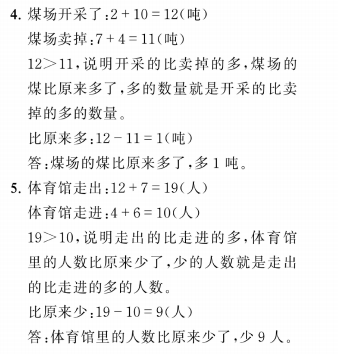 4. 煤场开采了:2+10=12(吨)
煤场卖掉:7+4=11(吨)
12>11,说明开采的比卖掉的多,煤场的
煤比原来多了,多的数量就是开采的比卖
掉的多的数量。
比原来多:12-11=1(吨)
答:煤场的煤比原来多了,多1吨。
5. 体育馆走出:12+7=19(人)
体育馆走进:4+6=10(人)
19>10,说明走出的比走进的多,体育馆
里的人数比原来少了,少的人数就是走出
的比走进的多的人数。
比原来少:19-10=9(人)
答:体育馆里的人数比原来少了,少9人。